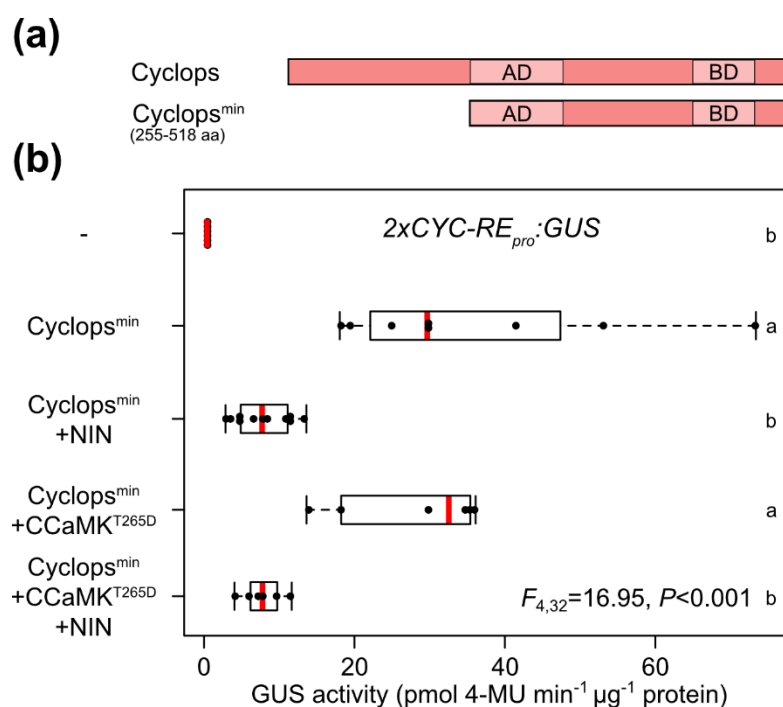 (a)
Cyclops AD BD
Cyclops^min AD BD
(255-518 aa)
(b)
- 2xCYC-RE_pro:GUS b
Cyclops^min a
Cyclops^min
+NIN b
Cyclops^min
+CCaMK^T265D a
Cyclops^min
+CCaMK^T265D
+NIN F_4,32=16.95, P<0.001 b
0 20 40 60
GUS activity (pmol 4-MU min^-1 µg^-1 protein)